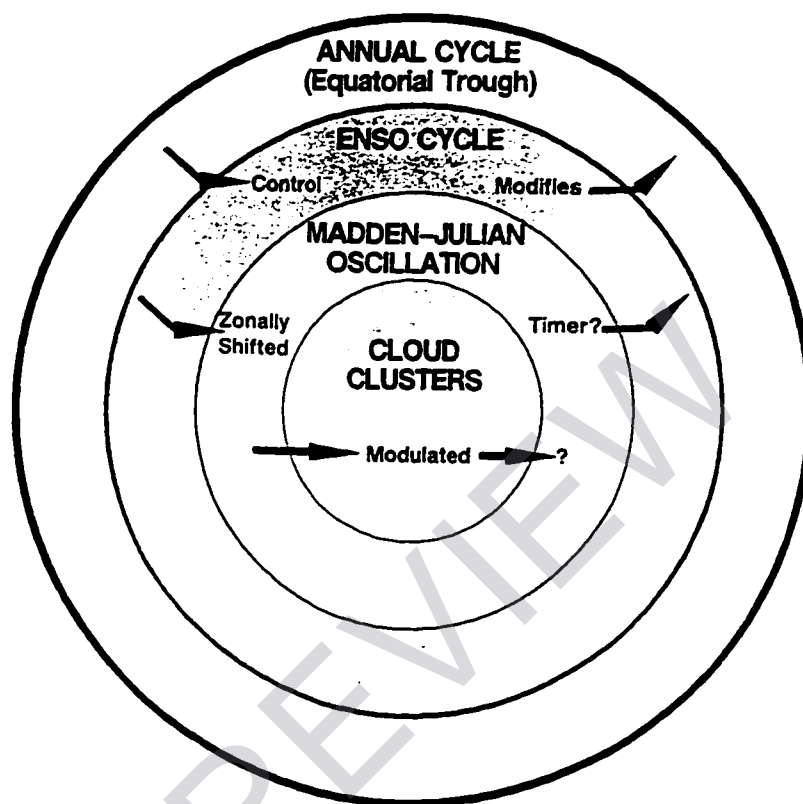 ANNUAL CYCLE
(Equatorial Trough)
ENSO CYCLE
Control
Modifies
MADDEN–JULIAN
OSCILLATION
Zonally
Shifted
Timer?
CLOUD
CLUSTERS
Modulated
?
PREVIEW